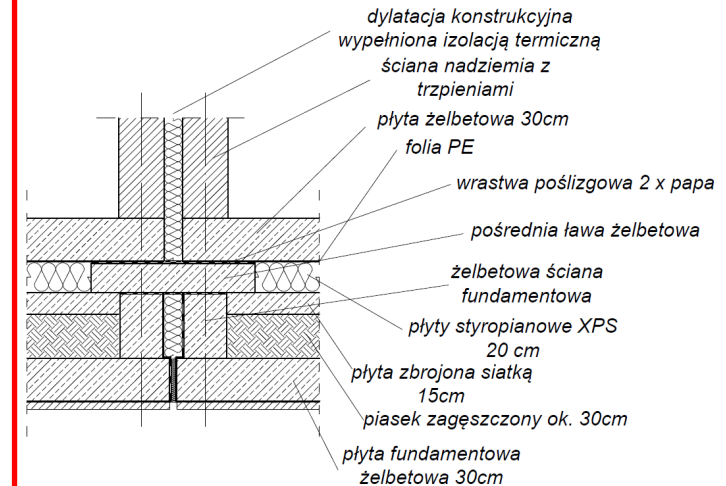 dylatacja konstrukcyjna
wypełniona izolacją termiczną
ściana nadziemia z
trzpieniami
płyta żelbetowa 30cm
folia PE
wrastwa poślizgowa 2 x papa
pośrednia ława żelbetowa
żelbetowa ściana
fundamentowa
płyty styropianowe XPS
20 cm
płyta zbrojona siatką
15cm
piasek zagęszczony ok. 30cm
płyta fundamentowa
żelbetowa 30cm